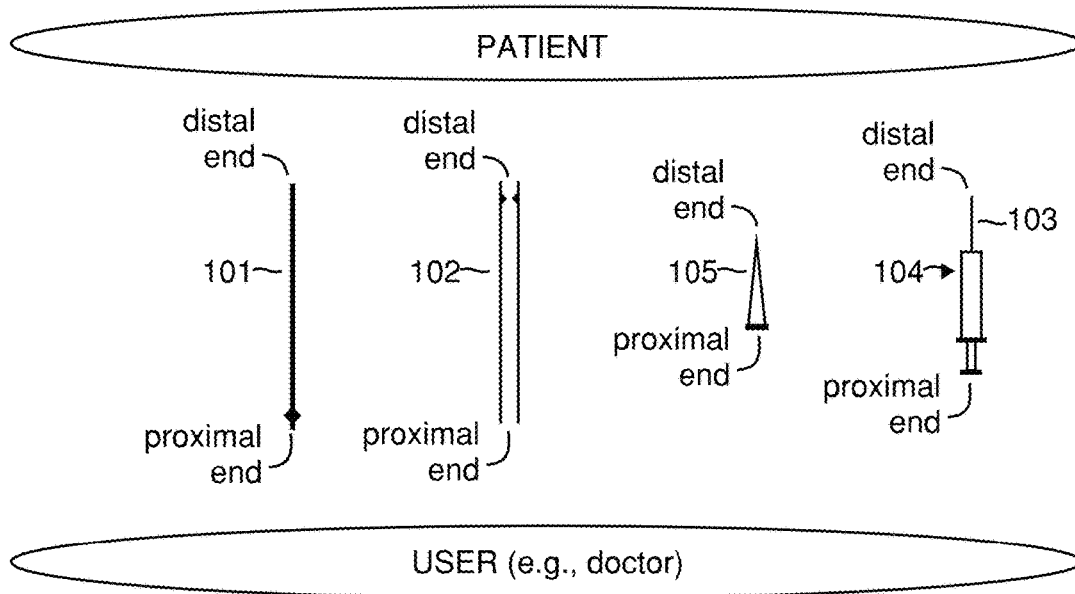 PATIENT
distal
end
distal
end
distal
end
distal
end
101
102
105
103
104
proximal
end
proximal
end
proximal
end
proximal
end
USER (e.g., doctor)